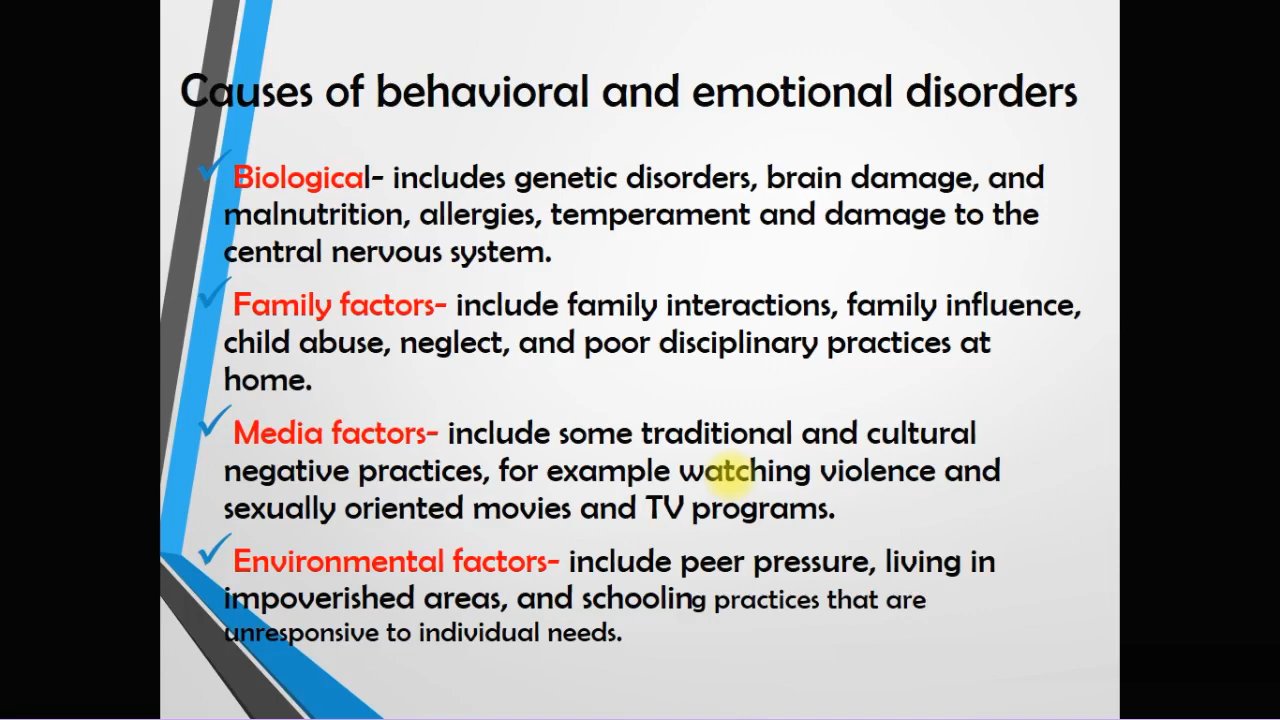 Causes of behavioral and emotional disorders
Biological- includes genetic disorders, brain damage, and
malnutrition, allergies, temperament and damage to the
central nervous system.
Family factors- include family interactions, family influence,
child abuse, neglect, and poor disciplinary practices at
home.
Media factors- include some traditional and cultural
negative practices, for example watching violence and
sexually oriented movies and TV programs.
Environmental factors- include peer pressure, living in
impoverished areas, and schooling practices that are
unresponsive to individual needs.